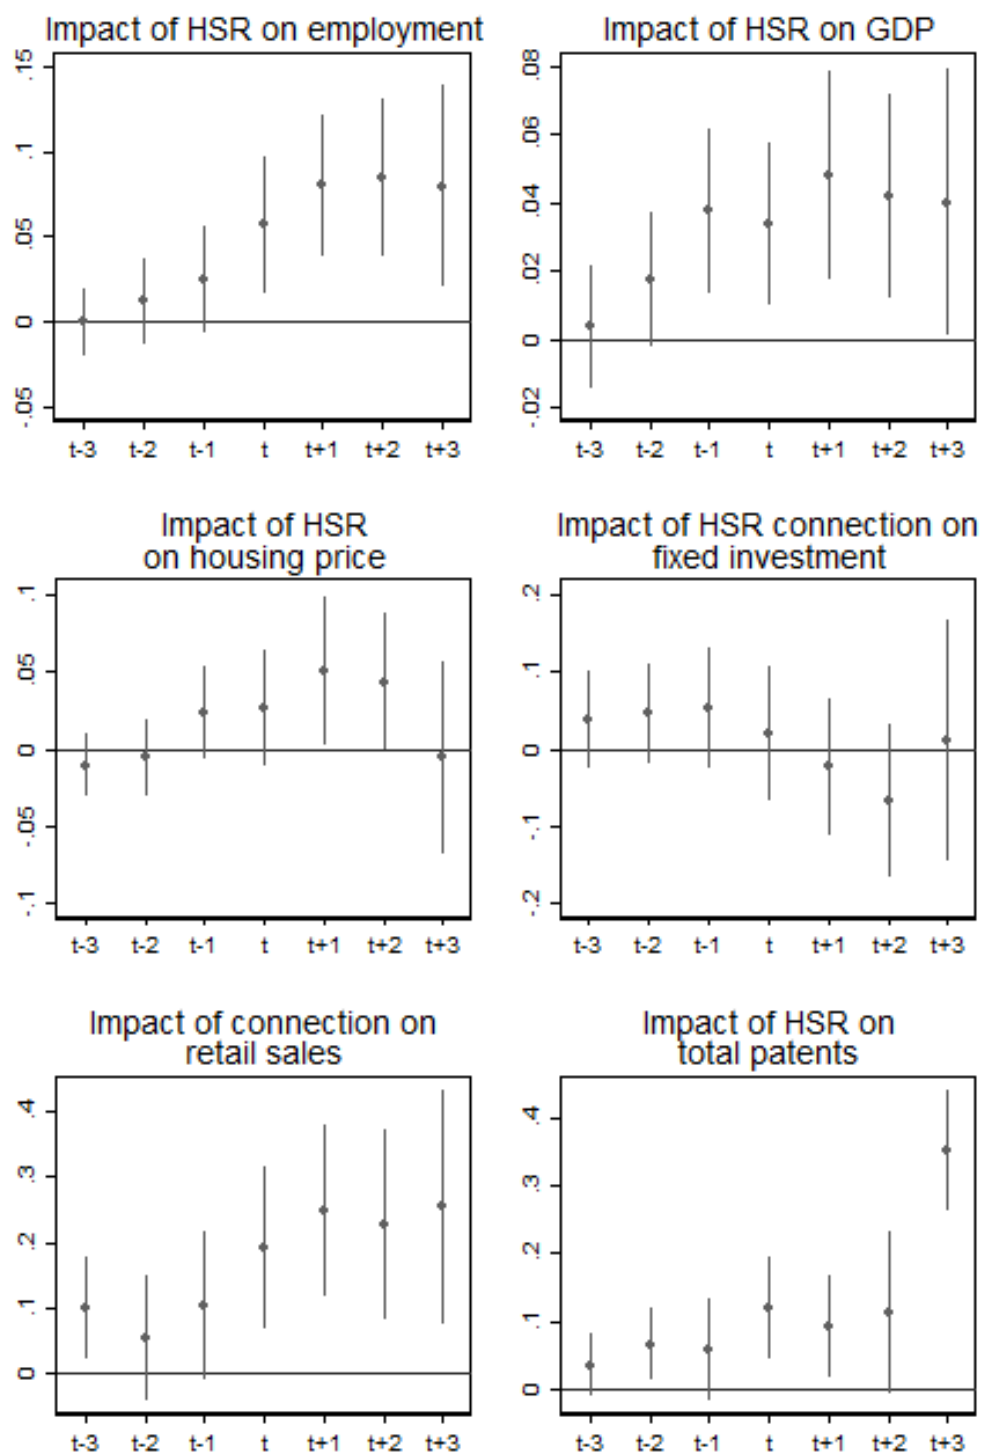 Impact of HSR on employment
.15
.1
.05
0
-.05
t-3 t-2 t-1 t t+1 t+2 t+3
Impact of HSR on GDP
.08
.06
.04
.02
0
-.02
t-3 t-2 t-1 t t+1 t+2 t+3
Impact of HSR
on housing price
.1
.05
0
-.05
-.1
t-3 t-2 t-1 t t+1 t+2 t+3
Impact of HSR connection on
fixed investment
.2
.1
0
-.1
-.2
t-3 t-2 t-1 t t+1 t+2 t+3
Impact of connection on
retail sales
.4
.3
.2
.1
0
t-3 t-2 t-1 t t+1 t+2 t+3
Impact of HSR on
total patents
.4
.3
.2
.1
0
t-3 t-2 t-1 t t+1 t+2 t+3